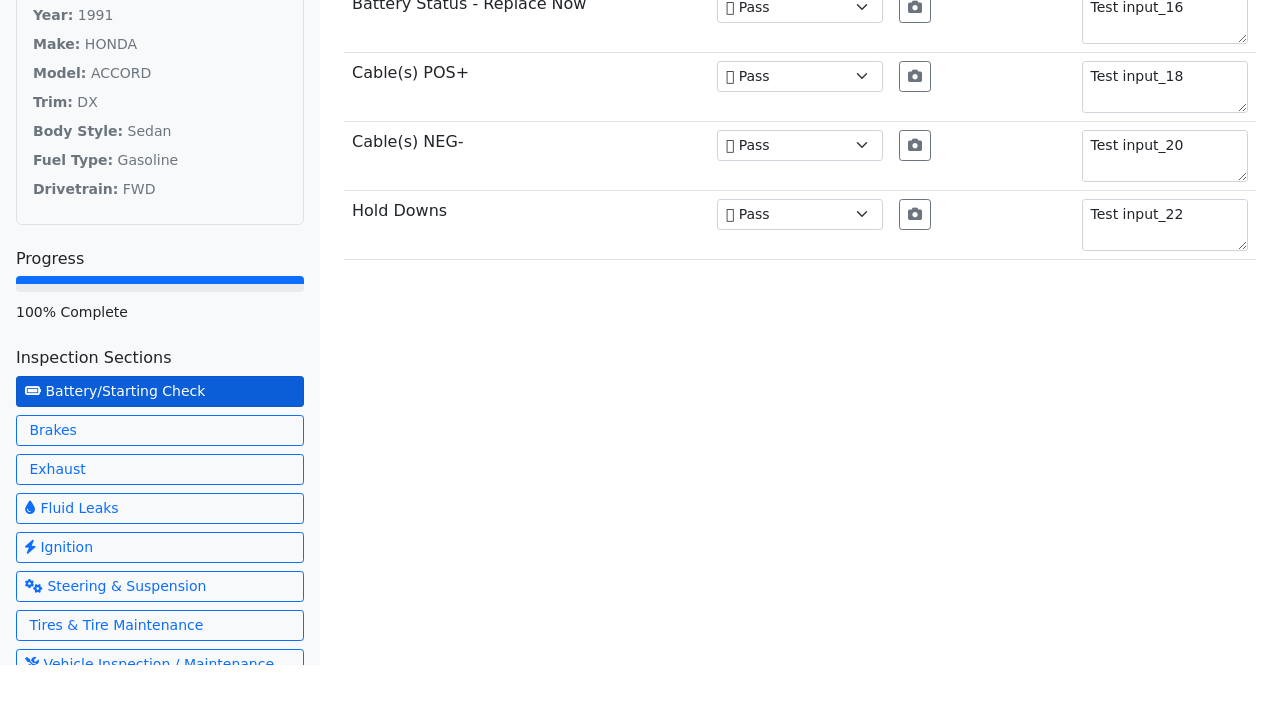 Year: 1991
Make: HONDA
Model: ACCORD
Trim: DX
Body Style: Sedan
Fuel Type: Gasoline
Drivetrain: FWD
Progress
100% Complete
Inspection Sections
Battery/Starting Check
Brakes
Exhaust
Fluid Leaks
Ignition
Steering & Suspension
Tires & Tire Maintenance
Vehicle Inspection / Maintenance
Battery Status - Replace Now Pass Test input_16
Cable(s) POS+ Pass Test input_18
Cable(s) NEG- Pass Test input_20
Hold Downs Pass Test input_22